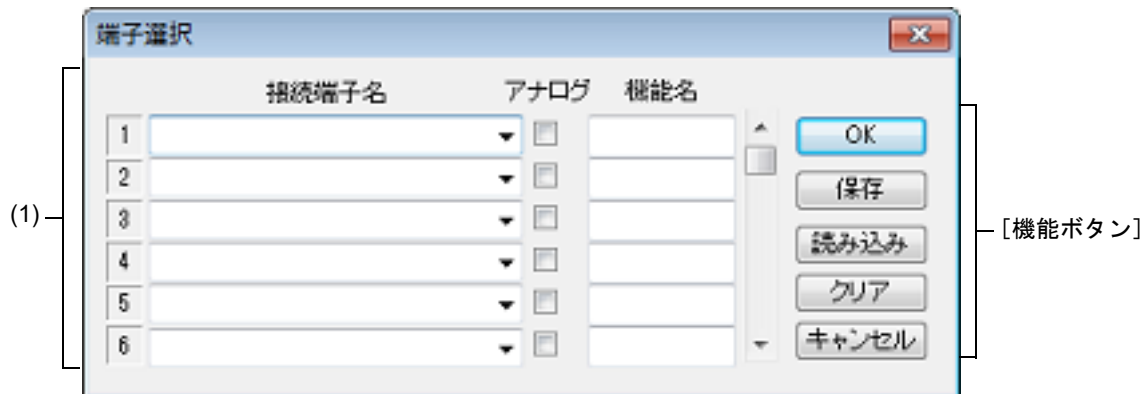 端子選択
接続端子名 アナログ 機能名
1
2
3
4
5
6
OK
保存
読み込み
クリア
キャンセル
(1)
[機能ボタン]